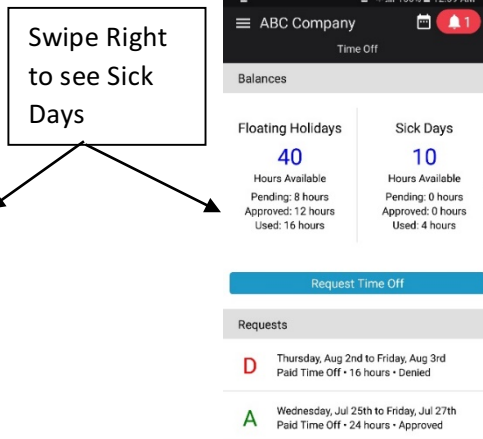 Swipe Right
to see Sick
Days
ABC Company
1
Time Off
Balances
Floating Holidays
40
Hours Available
Pending: 8 hours
Approved: 12 hours
Used: 16 hours
Sick Days
10
Hours Available
Pending: 0 hours
Approved: 0 hours
Used: 4 hours
Request Time Off
Requests
D
Thursday, Aug 2nd to Friday, Aug 3rd
Paid Time Off • 16 hours • Denied
A
Wednesday, Jul 25th to Friday, Jul 27th
Paid Time Off • 24 hours • Approved